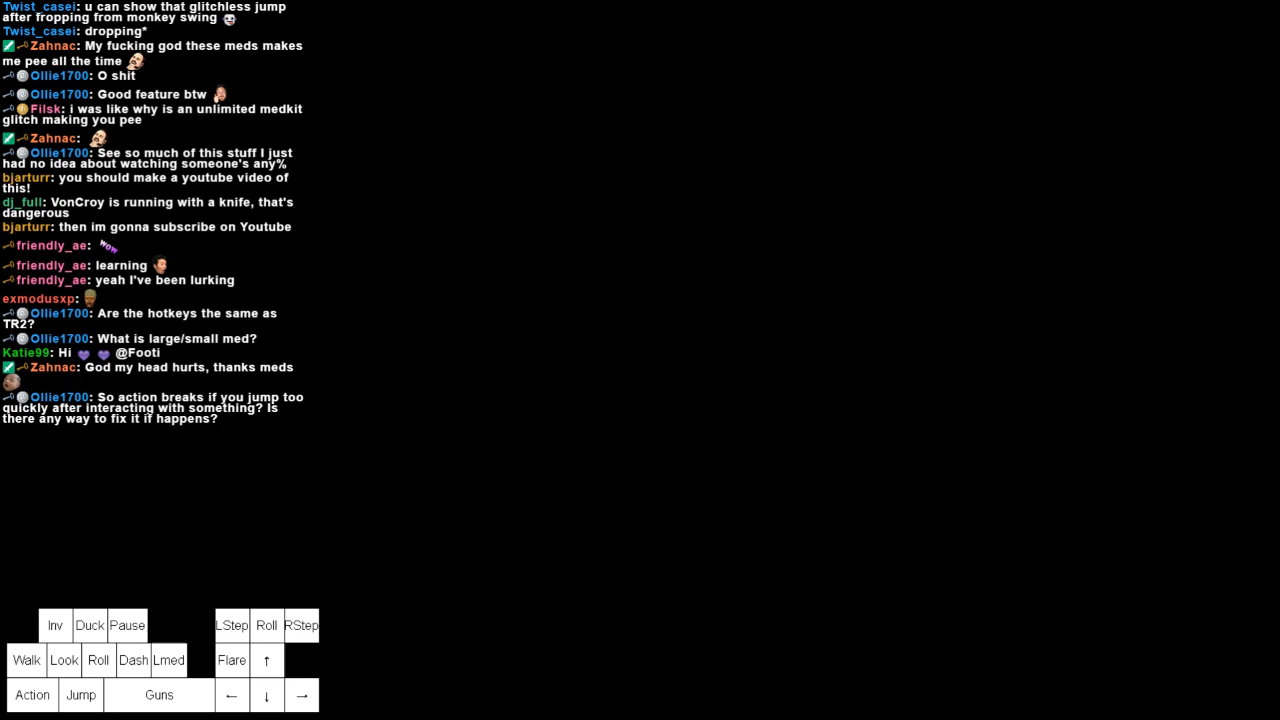 Twist_casei: u can show that glitchless jump
after fropping from monkey swing
Twist_casei: dropping*
Zahnac: My fucking god these meds makes
me pee all the time
Ollie1700: O shit
Ollie1700: Good feature btw
Filsk: i was like why is an unlimited medkit
glitch making you pee
Zahnac:
Ollie1700: See so much of this stuff I just
had no idea about watching someone's any%
bjarturr: you should make a youtube video of
this!
dj_full: VonCroy is running with a knife, that's
dangerous
bjarturr: then im gonna subscribe on Youtube
friendly_ae: WOW
friendly_ae: learning
friendly_ae: yeah I've been lurking
exmodusxp:
Ollie1700: Are the hotkeys the same as
TR2?
Ollie1700: What is large/small med?
Katie99: Hi @Footi
Zahnac: God my head hurts, thanks meds
Ollie1700: So action breaks if you jump too
quickly after interacting with something? Is
there any way to fix it if happens?
Inv Duck Pause LStep Roll RStep
Walk Look Roll Dash Lmed Flare ↑
Action Jump Guns ← ↓ →